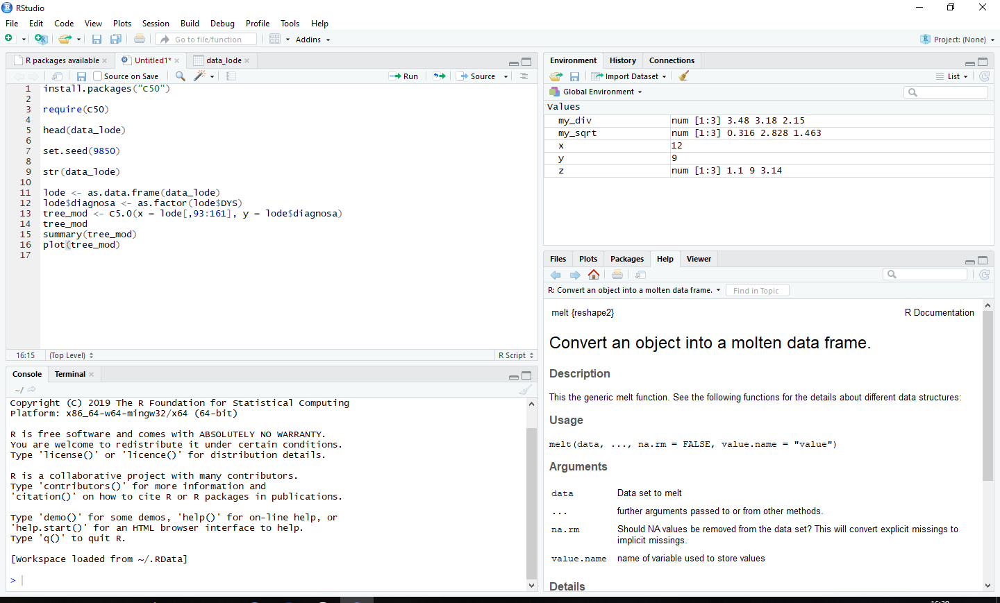 RStudio
File Edit Code View Plots Session Build Debug Profile Tools Help
Go to file/function Addins Project: (None)
R packages available Untitled1* data_lode
Source on Save Run Source
1 install.packages("C50")
2
3 require(C50)
4
5 head(data_lode)
6
7 set.seed(9850)
8
9 str(data_lode)
10
11 lode <- as.data.frame(data_lode)
12 lode$diagnosa <- as.factor(lode$DYS)
13 tree_mod <- C5.0(x = lode[,93:161], y = lode$diagnosa)
14 tree_mod
15 summary(tree_mod)
16 plot(tree_mod)
17
16:15 (Top Level) R Script
Console Terminal
~/
Copyright (C) 2019 The R Foundation for Statistical Computing
Platform: x86_64-w64-mingw32/x64 (64-bit)
R is free software and comes with ABSOLUTELY NO WARRANTY.
You are welcome to redistribute it under certain conditions.
Type 'license()' or 'licence()' for distribution details.
R is a collaborative project with many contributors.
Type 'contributors()' for more information and
'citation()' on how to cite R or R packages in publications.
Type 'demo()' for some demos, 'help()' for on-line help, or
'help.start()' for an HTML browser interface to help.
Type 'q()' to quit R.
[Workspace loaded from ~/.RData]
>
Environment History Connections
Import Dataset List
Global Environment
Values
my_div num [1:3] 3.48 3.18 2.15
my_sqrt num [1:3] 0.316 2.828 1.463
x 12
y 9
z num [1:3] 1.1 9 3.14
Files Plots Packages Help Viewer
R: Convert an object into a molten data frame. Find in Topic
melt {reshape2} R Documentation
Convert an object into a molten data frame.
Description
This the generic melt function. See the following functions for the details about different data structures:
Usage
melt(data, ..., na.rm = FALSE, value.name = "value")
Arguments
data Data set to melt
... further arguments passed to or from other methods.
na.rm Should NA values be removed from the data set? This will convert explicit missings to
implicit missings.
value.name name of variable used to store values
Details